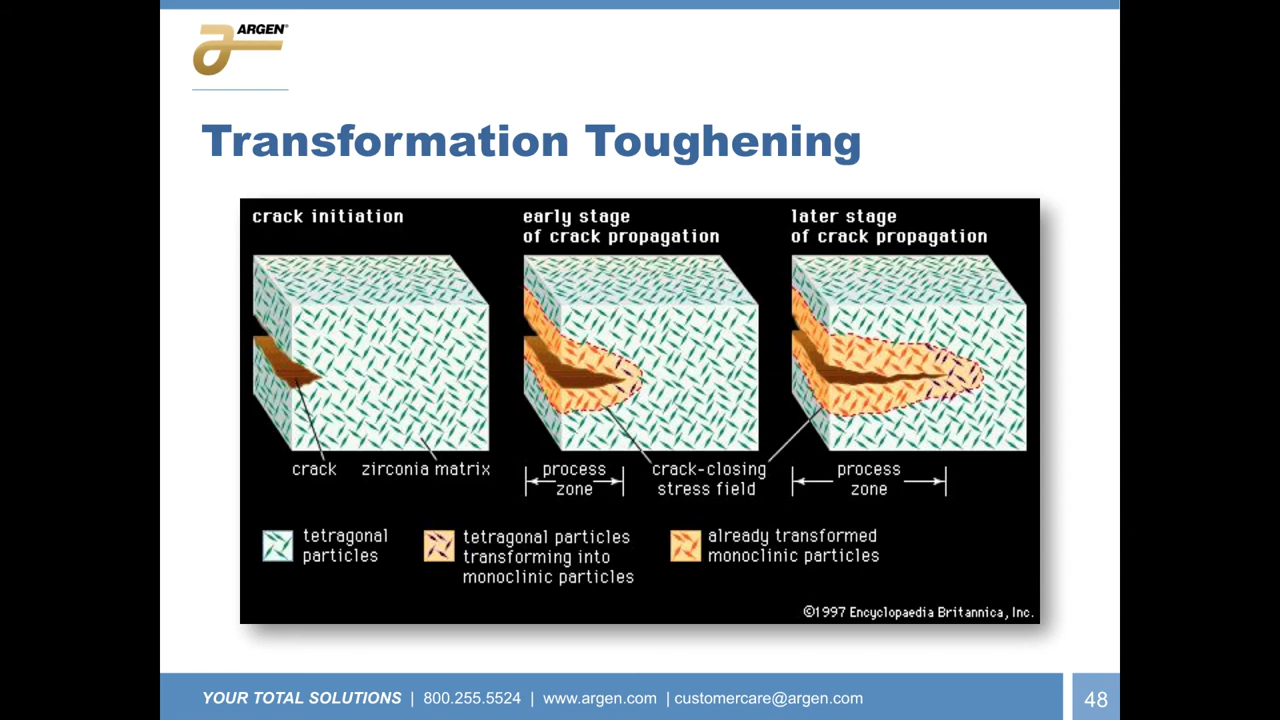 ARGEN®
Transformation Toughening
crack initiation
early stage
of crack propagation
later stage
of crack propagation
crack
zirconia matrix
process
zone
crack-closing
stress field
process
zone
tetragonal
particles
tetragonal particles
transforming into
monoclinic particles
already transformed
monoclinic particles
©1997 Encyclopaedia Britannica, Inc.
YOUR TOTAL SOLUTIONS | 800.255.5524 | www.argen.com | customercare@argen.com
48